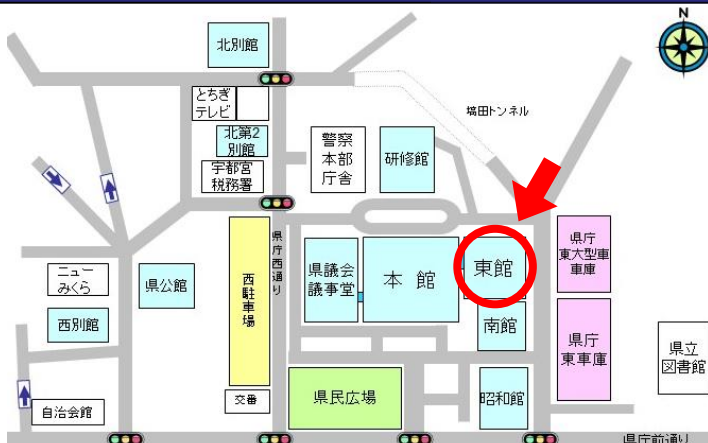 N
北別館
とちぎ
テレビ
北第2
別館
宇都宮
税務署
警察
本部
庁舎
研修館
塙田トンネル
ニュー
みくら
県公館
西別館
自治会館
西駐車場
県庁西通り
交番
県議会
議事堂
本館
東館
南館
県庁
東大型車
車庫
県庁
東車庫
県民広場
昭和館
県立
図書館
県庁前通り